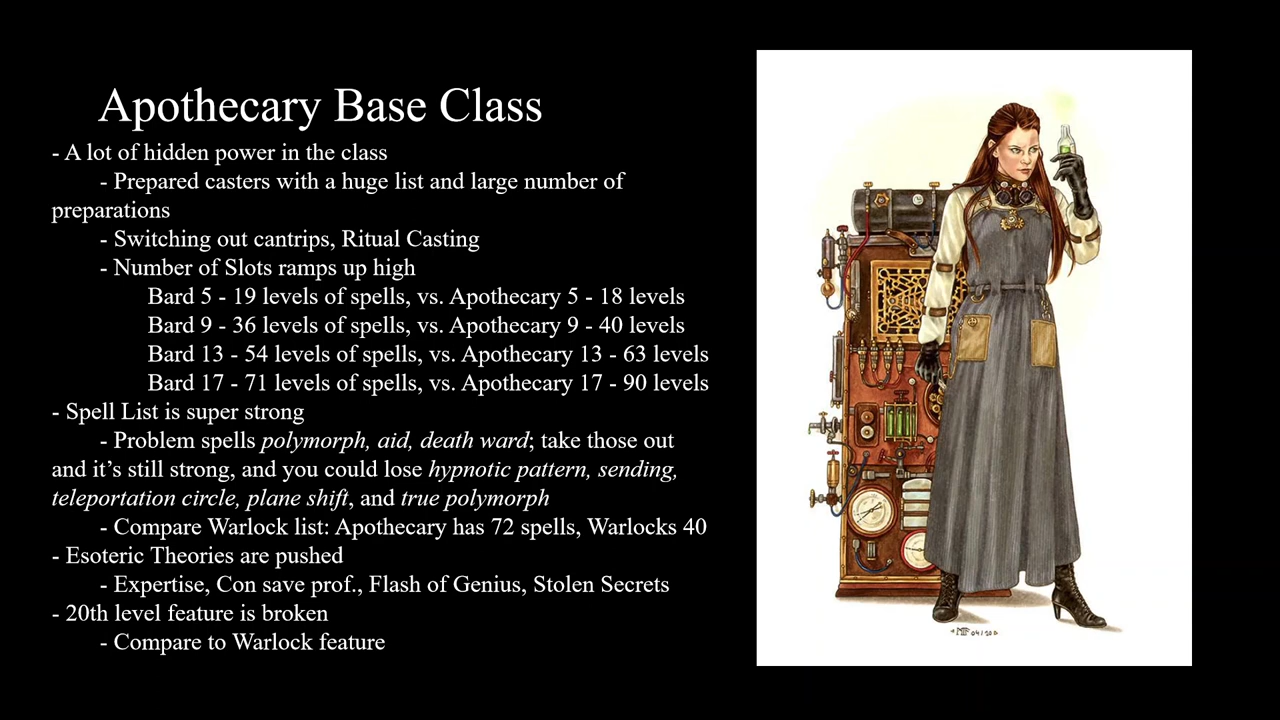 Apothecary Base Class
- A lot of hidden power in the class
- Prepared casters with a huge list and large number of
preparations
- Switching out cantrips, Ritual Casting
- Number of Slots ramps up high
Bard 5 - 19 levels of spells, vs. Apothecary 5 - 18 levels
Bard 9 - 36 levels of spells, vs. Apothecary 9 - 40 levels
Bard 13 - 54 levels of spells, vs. Apothecary 13 - 63 levels
Bard 17 - 71 levels of spells, vs. Apothecary 17 - 90 levels
- Spell List is super strong
- Problem spells polymorph, aid, death ward; take those out
and it’s still strong, and you could lose hypnotic pattern, sending,
teleportation circle, plane shift, and true polymorph
- Compare Warlock list: Apothecary has 72 spells, Warlocks 40
- Esoteric Theories are pushed
- Expertise, Con save prof., Flash of Genius, Stolen Secrets
- 20th level feature is broken
- Compare to Warlock feature